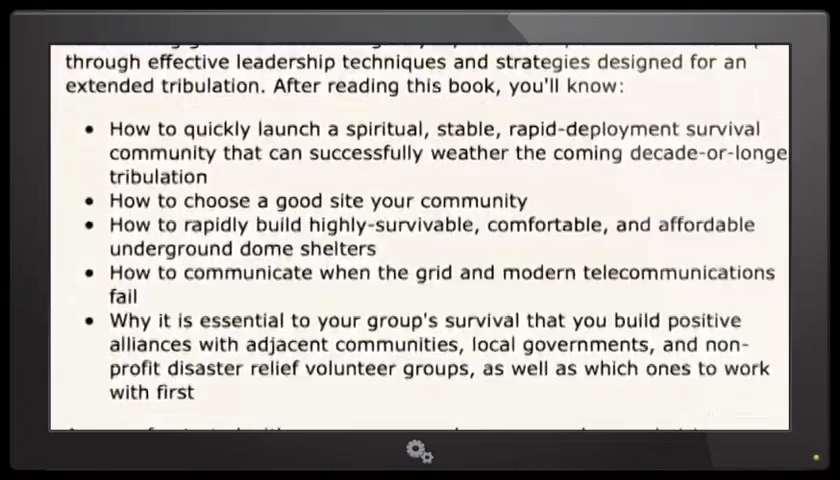 through effective leadership techniques and strategies designed for an
extended tribulation. After reading this book, you'll know:
• How to quickly launch a spiritual, stable, rapid-deployment survival
community that can successfully weather the coming decade-or-longe
tribulation
• How to choose a good site your community
• How to rapidly build highly-survivable, comfortable, and affordable
underground dome shelters
• How to communicate when the grid and modern telecommunications
fail
• Why it is essential to your group's survival that you build positive
alliances with adjacent communities, local governments, and non-
profit disaster relief volunteer groups, as well as which ones to work
with first